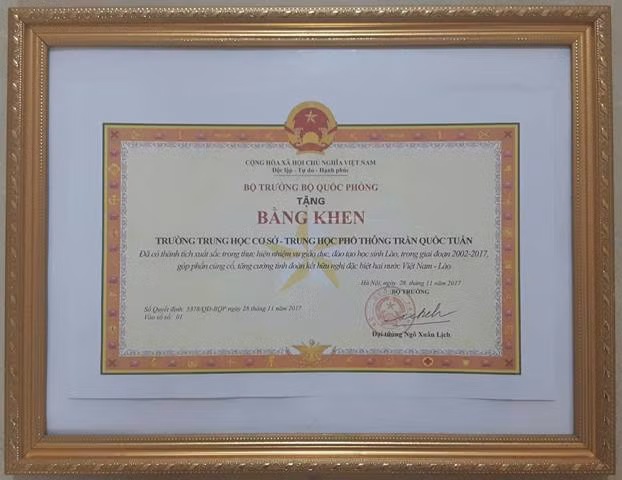 CỘNG HÒA XÃ HỘI CHỦ NGHĨA VIỆT NAM
Độc lập - Tự do - Hạnh phúc
BỘ TRƯỞNG BỘ QUỐC PHÒNG
TẶNG
BẰNG KHEN
TRƯỜNG TRUNG HỌC CƠ SỞ - TRUNG HỌC PHỔ THÔNG TRẦN QUỐC TUẤN
Đã có thành tích xuất sắc trong thực hiện nhiệm vụ giáo dục, đào tạo học sinh Lào, trong giai đoạn 2002-2017,
góp phần củng cố, tăng cường tình đoàn kết hữu nghị đặc biệt hai nước Việt Nam - Lào
Hà Nội, ngày 28 tháng 11 năm 2017
BỘ TRƯỞNG
Số Quyết định: 5378/QĐ-BQP ngày 28 tháng 11 năm 2017
Vào sổ số: 01
Đại tướng Ngô Xuân Lịch